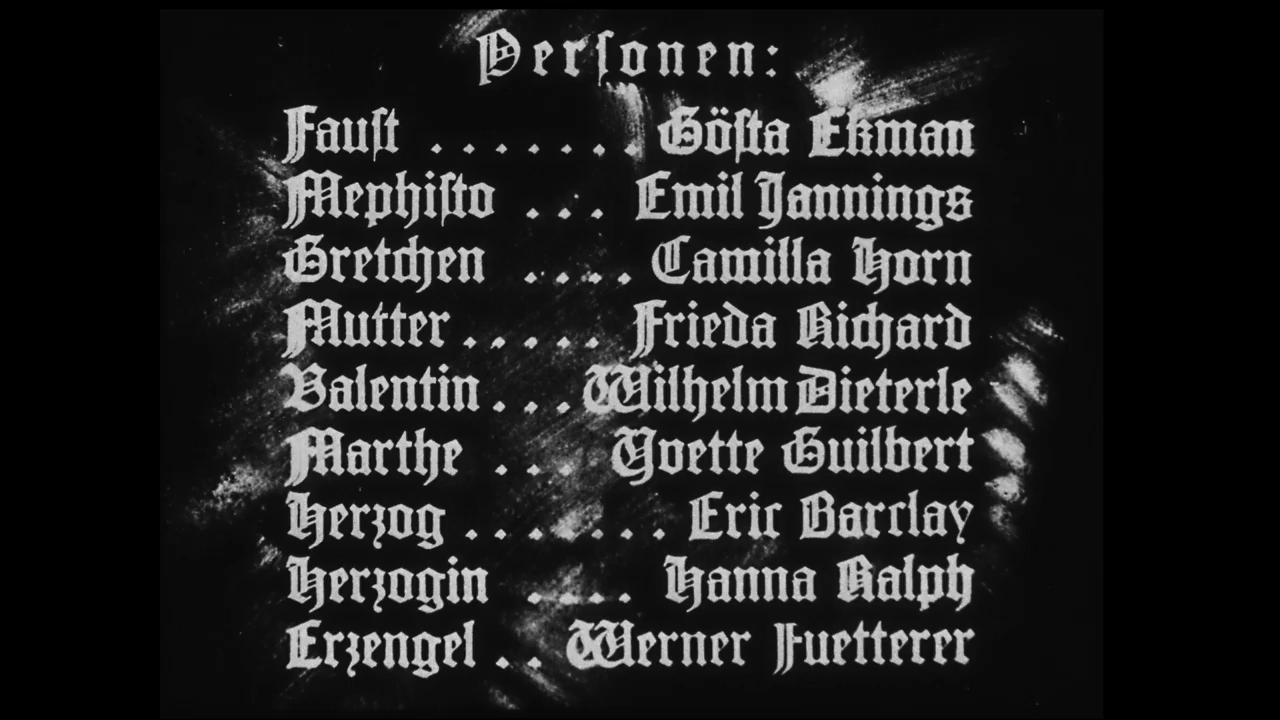 Perſonen:
Fauſt ....... Göſta Ekman
Mephiſto ... Emil Jannings
Gretchen .... Camilla Horn
Mutter ..... Frieda Richard
Valentin ... Wilhelm Dieterle
Marthe ... Yvette Guilbert
Herzog ....... Eric Barclay
Herzogin .... Hanna Ralph
Erzengel .. Werner Fuetterer